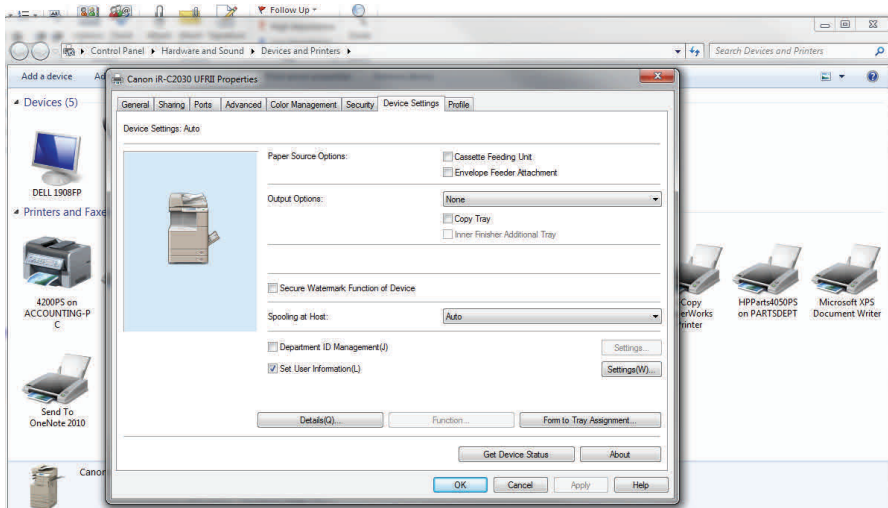 Follow Up
Control Panel ▸ Hardware and Sound ▸ Devices and Printers ▸
Search Devices and Printers
Add a device
Ad
Canon iR-C2030 UFRII Properties
Devices (5)
General Sharing Ports Advanced Color Management Security Device Settings Profile
Device Settings: Auto
Paper Source Options:
Cassette Feeding Unit
Envelope Feeder Attachment
DELL 1908FP
Output Options:
None
Printers and Faxe
Copy Tray
Inner Finisher Additional Tray
Secure Watermark Function of Device
4200PS on
ACCOUNTING-P
C
Spooling at Host:
Auto
Copy
erWorks
rinter
HPParts4050PS
on PARTSDEPT
Microsoft XPS
Document Writer
Department ID Management(J)
Settings...
Set User Information(L)
Settings(W)...
Send To
OneNote 2010
Details(Q)...
Function...
Form to Tray Assignment...
Get Device Status
About
Canon
OK
Cancel
Apply
Help